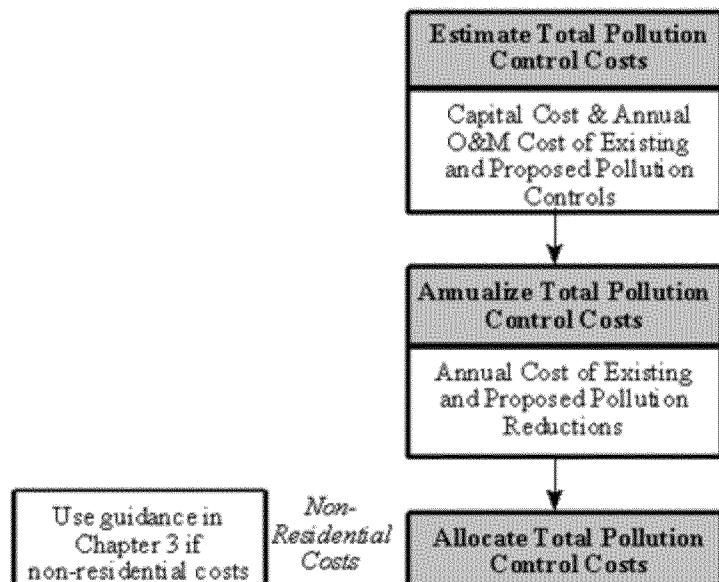 Estimate Total Pollution
Control Costs
Capital Cost & Annual
O&M Cost of Existing
and Proposed Pollution
Controls
Annualize Total Pollution
Control Costs
Annual Cost of Existing
and Proposed Pollution
Reductions
Use guidance in
Chapter 3 if
non-residential costs
Non-
Residential
Costs
Allocate Total Pollution
Control Costs